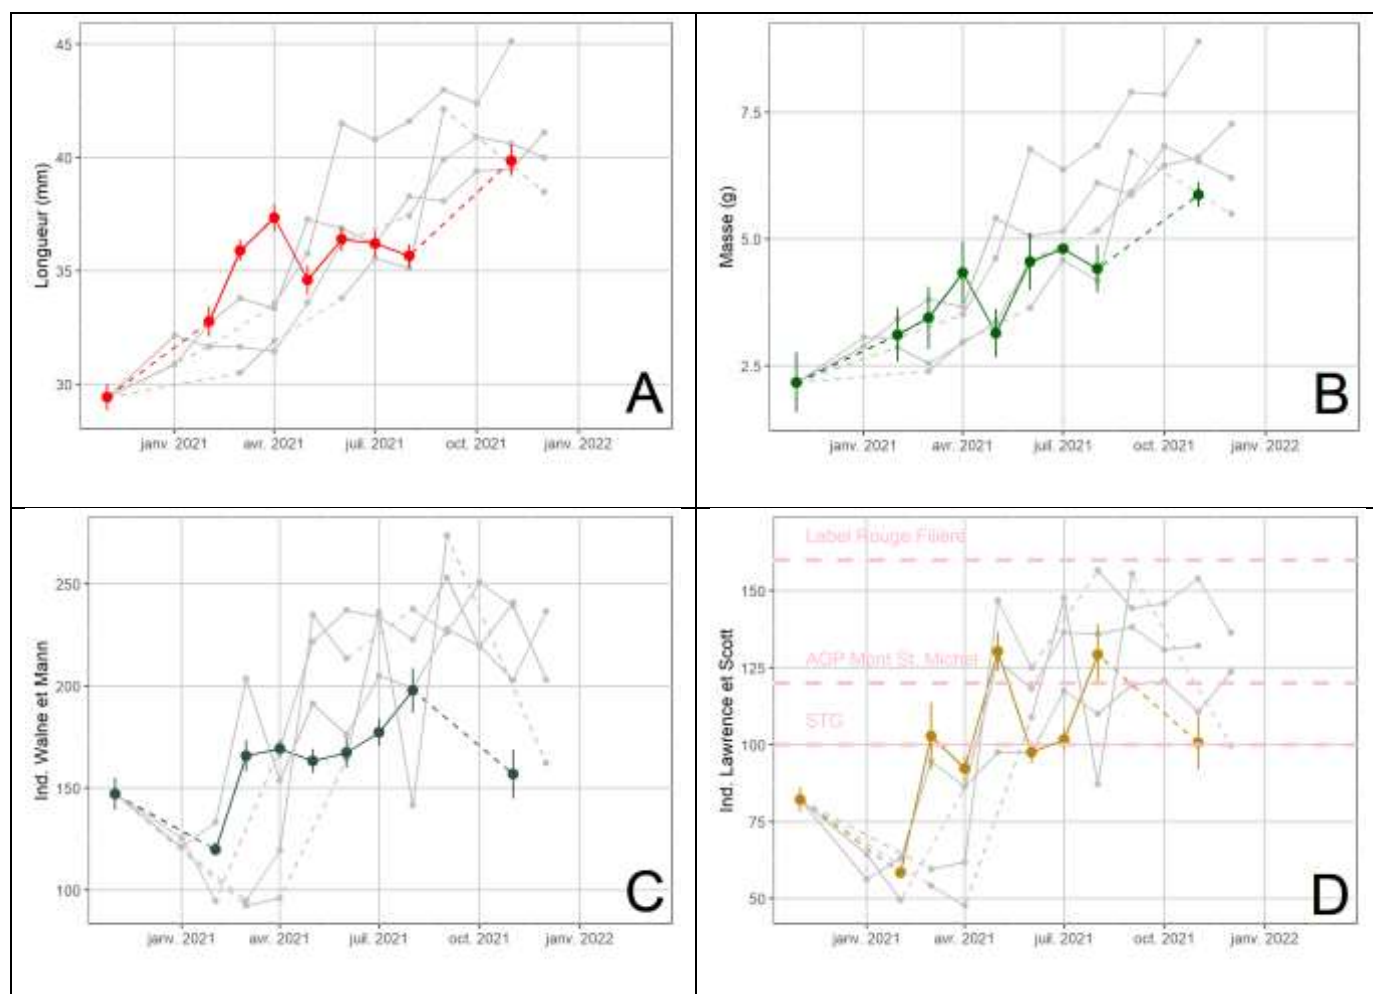 45
40
35
30
Longueur (mm)
janv. 2021 avr. 2021 juil. 2021 oct. 2021 janv. 2022
A
7.5
5.0
2.5
Masse (g)
janv. 2021 avr. 2021 juil. 2021 oct. 2021 janv. 2022
B
250
200
150
100
Ind. Walne et Mann
janv. 2021 avr. 2021 juil. 2021 oct. 2021 janv. 2022
C
Label Rouge Filière
150
AOP Mont St. Michel
125
STG
100
75
50
Ind. Lawrence et Scott
janv. 2021 avr. 2021 juil. 2021 oct. 2021 janv. 2022
D